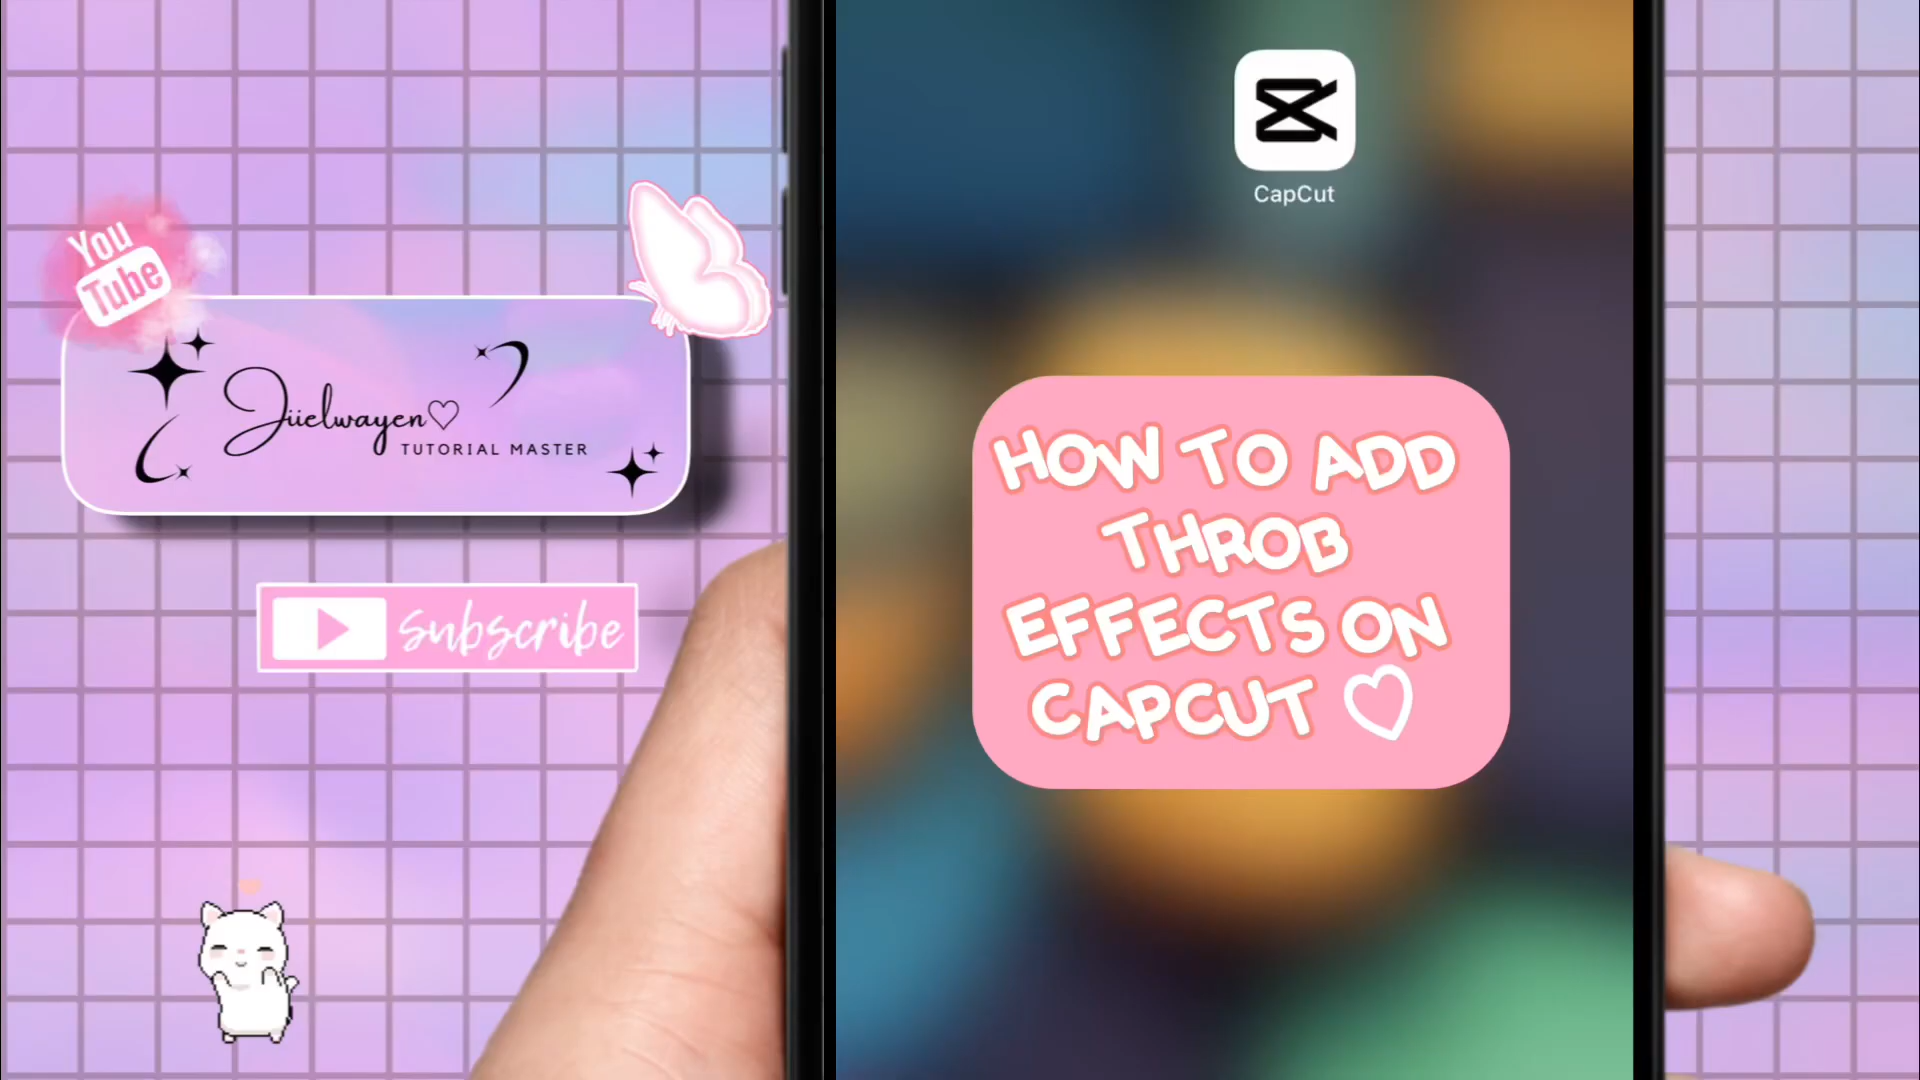 You
Tube
Jiielwayen♡
TUTORIAL MASTER
subscribe
CapCut
HOW TO ADD
THROB
EFFECTS ON
CAPCUT ♡